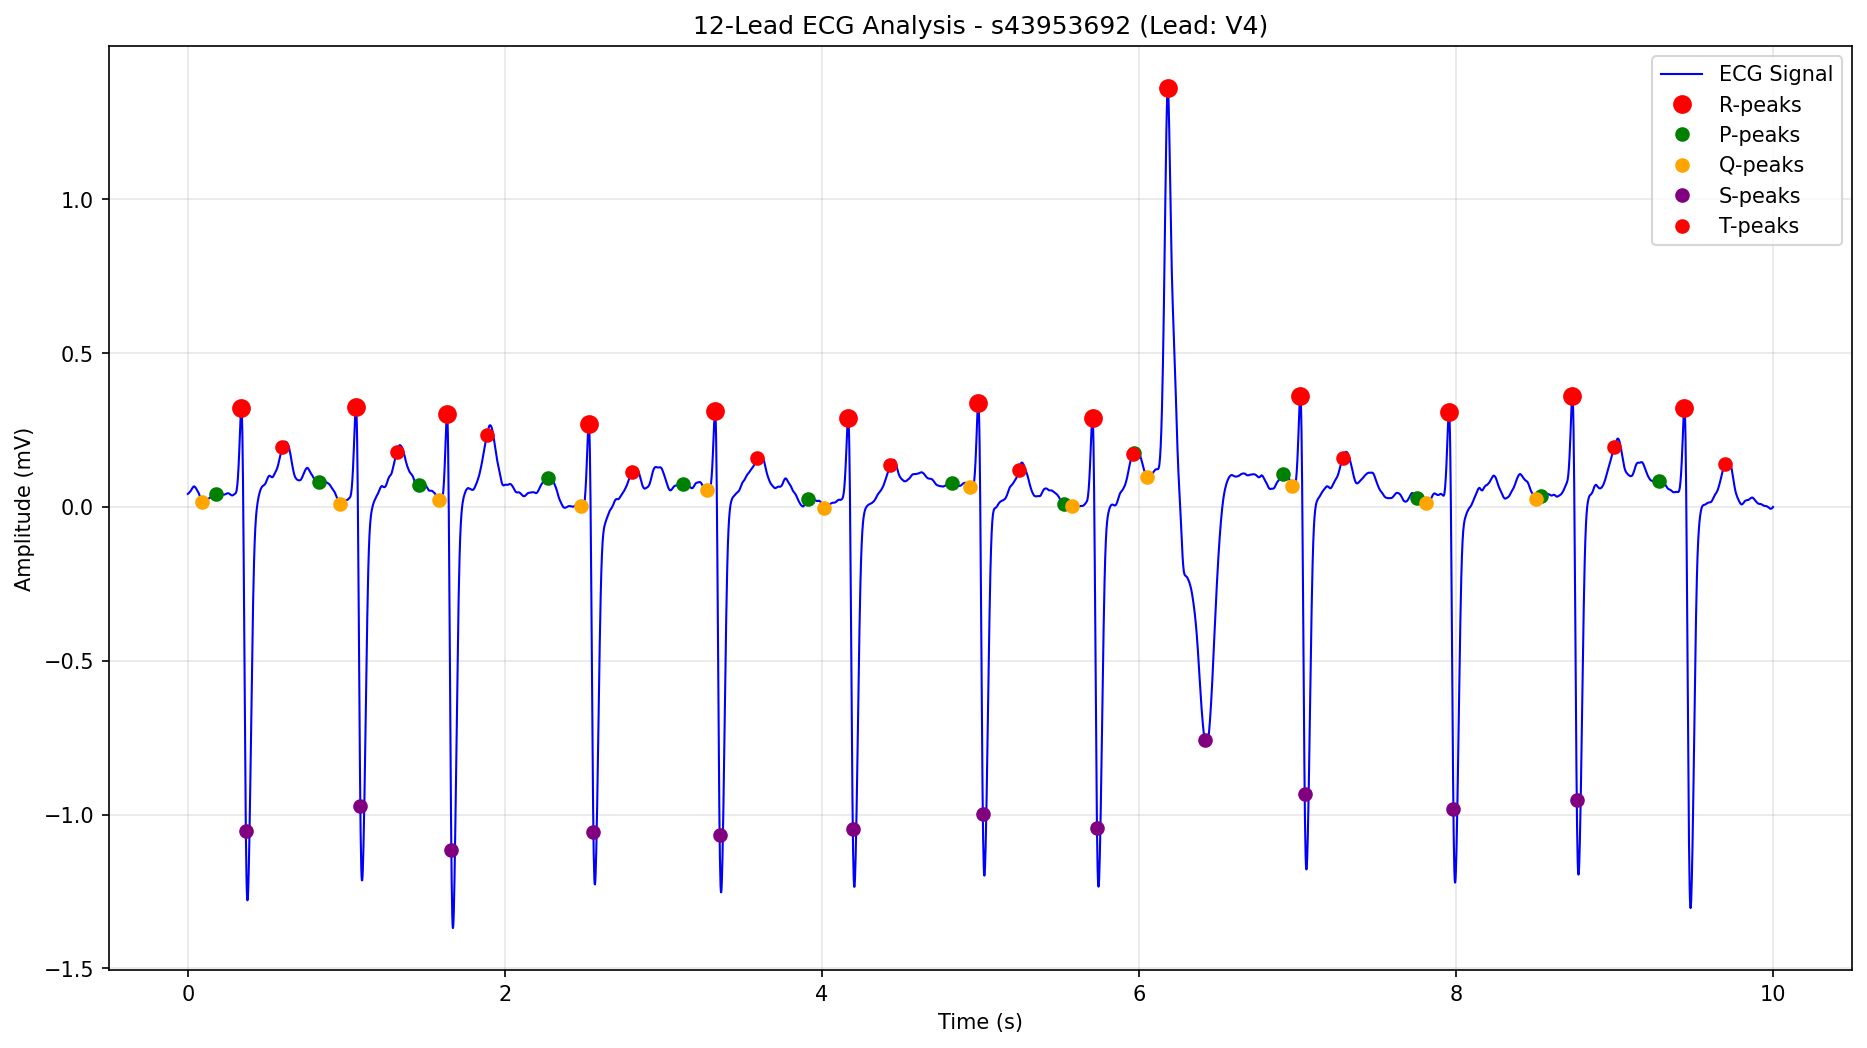 12-Lead ECG Analysis - s43953692 (Lead: V4)
ECG Signal
R-peaks
P-peaks
Q-peaks
S-peaks
T-peaks
Amplitude (mV)
1.0
0.5
0.0
−0.5
−1.0
−1.5
0 2 4 6 8 10
Time (s)